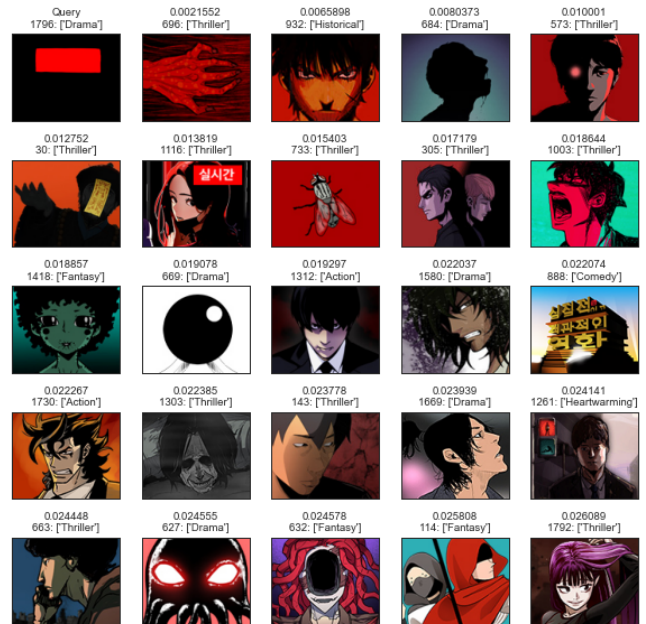 Query
1796: ['Drama']
0.0021552
696: ['Thriller']
0.0065898
932: ['Historical']
0.0080373
684: ['Drama']
0.010001
573: ['Thriller']
0.012752
30: ['Thriller']
0.013819
1116: ['Thriller']
0.015403
733: ['Thriller']
0.017179
305: ['Thriller']
0.018644
1003: ['Thriller']
실시간
0.018857
1418: ['Fantasy']
0.019078
669: ['Drama']
0.019297
1312: ['Action']
0.022037
1580: ['Drama']
0.022074
888: ['Comedy']
0.022267
1730: ['Action']
0.022385
1303: ['Thriller']
0.023778
143: ['Thriller']
0.023939
1669: ['Drama']
0.024141
1261: ['Heartwarming']
0.024448
663: ['Thriller']
0.024555
627: ['Drama']
0.024578
632: ['Fantasy']
0.025808
114: ['Fantasy']
0.026089
1792: ['Thriller']